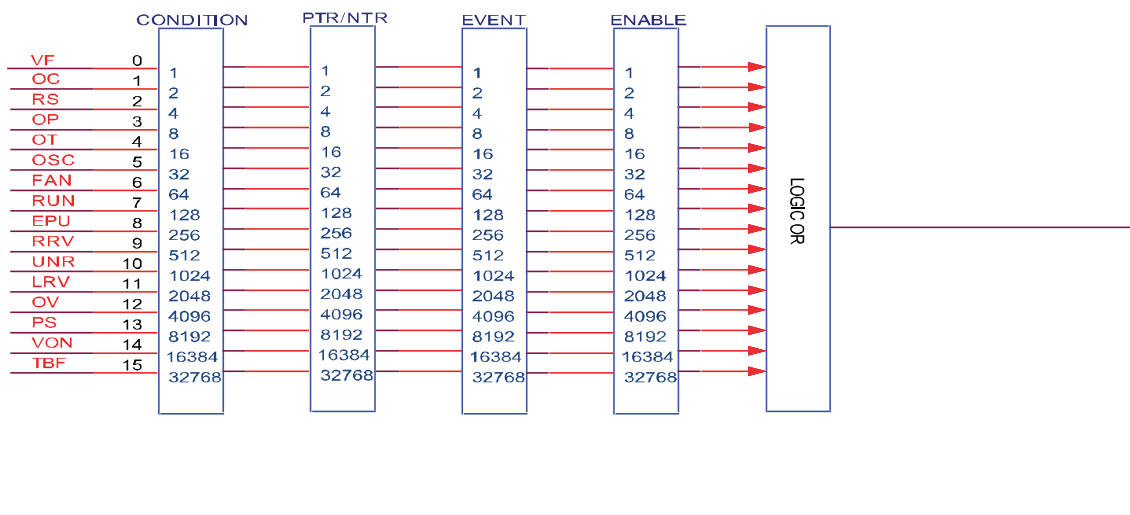 CONDITION PTR/NTR EVENT ENABLE
VF 0 1 1 1 1
OC 1 2 2 2 2
RS 2 4 4 4 4
OP 3 8 8 8 8
OT 4 16 16 16 16
OSC 5 32 32 32 32
FAN 6 64 64 64 64
RUN 7 128 128 128 128
EPU 8 256 256 256 256
RRV 9 512 512 512 512
UNR 10 1024 1024 1024 1024
LRV 11 2048 2048 2048 2048
OV 12 4096 4096 4096 4096
PS 13 8192 8192 8192 8192
VON 14 16384 16384 16384 16384
TBF 15 32768 32768 32768 32768
LOGIC OR